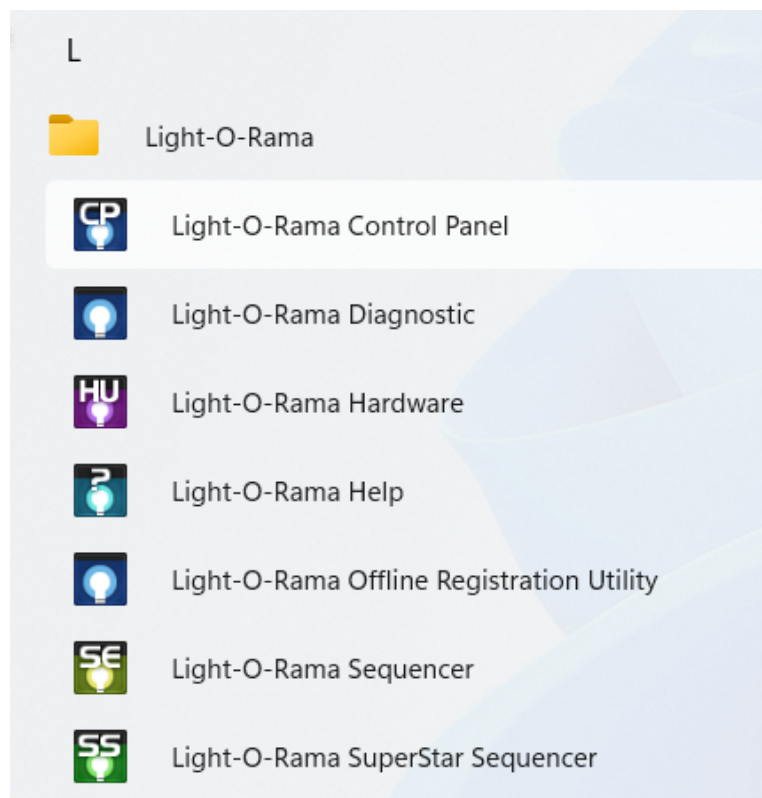 L
Light-O-Rama
CP
Light-O-Rama Control Panel
Light-O-Rama Diagnostic
HU
Light-O-Rama Hardware
?
Light-O-Rama Help
Light-O-Rama Offline Registration Utility
SE
Light-O-Rama Sequencer
SS
Light-O-Rama SuperStar Sequencer